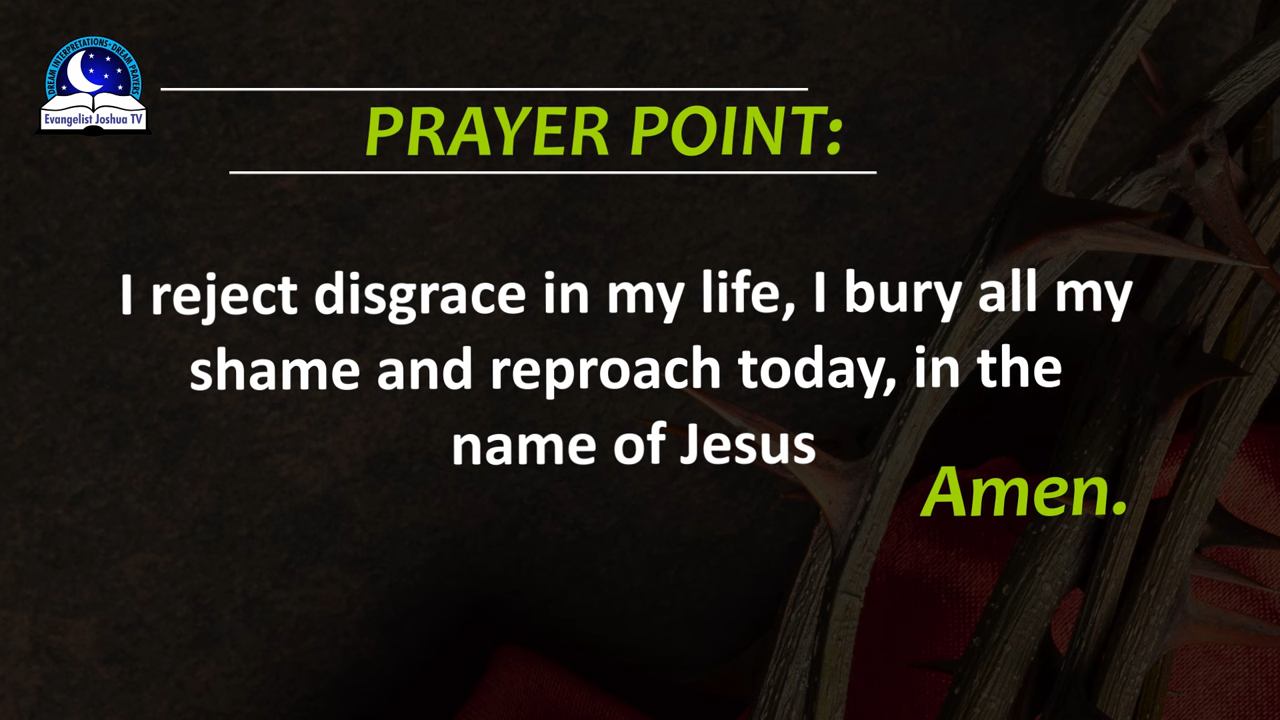 DREAM INTERPRETATIONS · DREAM PRAYERS
Evangelist Joshua TV
PRAYER POINT:
I reject disgrace in my life, I bury all my
shame and reproach today, in the
name of Jesus
Amen.